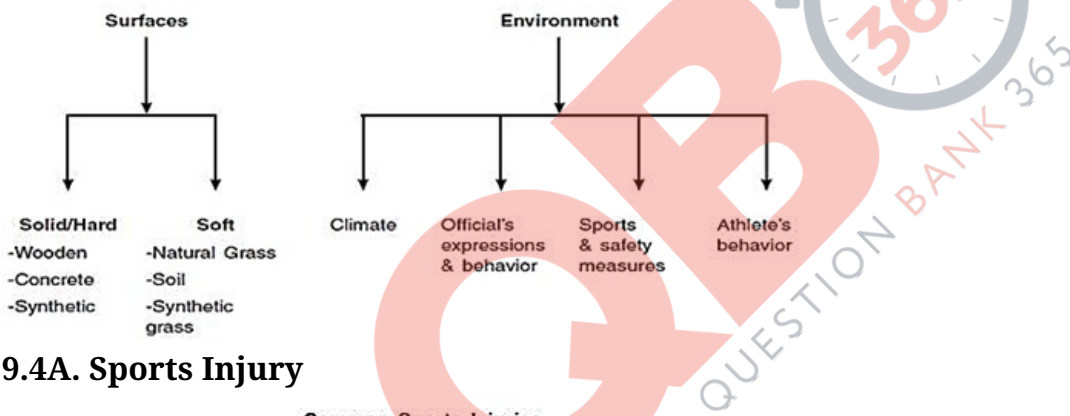 Surfaces
Environment
Solid/Hard
-Wooden
-Concrete
-Synthetic
Soft
-Natural Grass
-Soil
-Synthetic
grass
Climate
Official's
expressions
& behavior
Sports
& safety
measures
Athlete's
behavior
9.4A. Sports Injury
QUESTION BANK 365